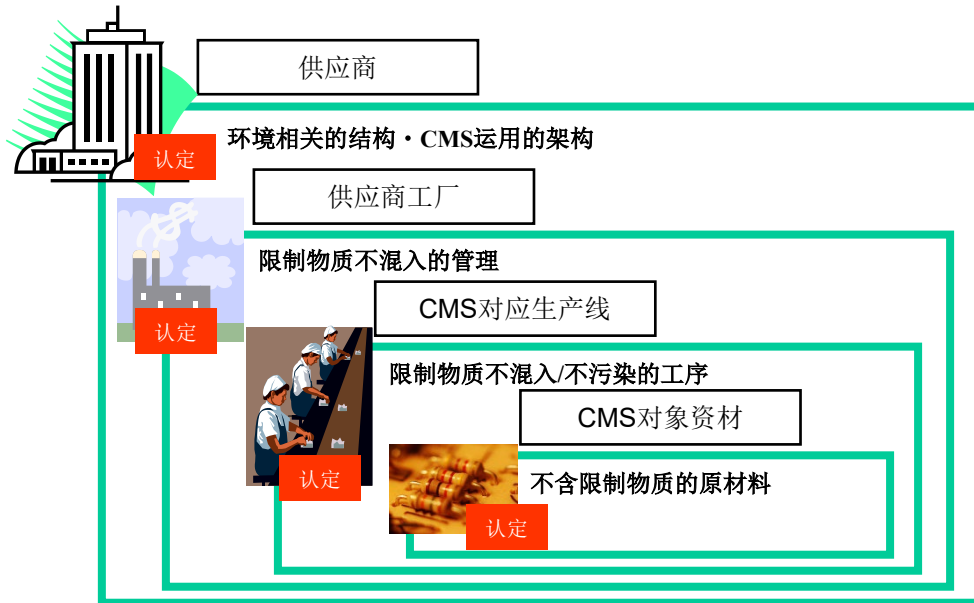 供应商
环境相关的结构・CMS运用的架构
认定
供应商工厂
限制物质不混入的管理
CMS对应生产线
认定
限制物质不混入/不污染的工序
CMS对象资材
认定
不含限制物质的原材料
认定